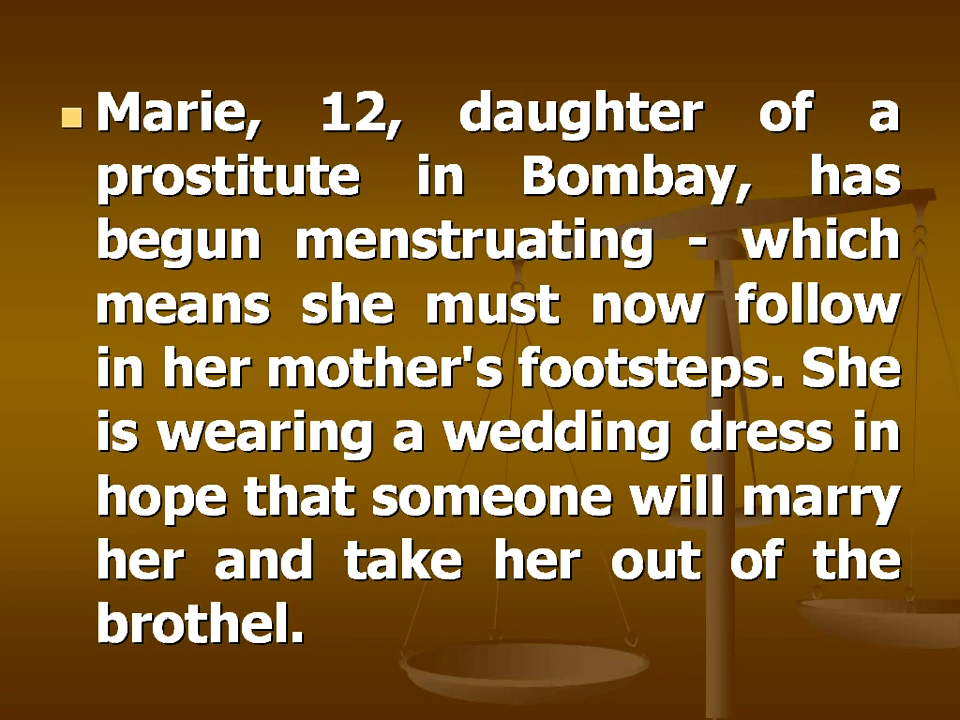 Marie, 12, daughter of a
prostitute in Bombay, has
begun menstruating - which
means she must now follow
in her mother's footsteps. She
is wearing a wedding dress in
hope that someone will marry
her and take her out of the
brothel.